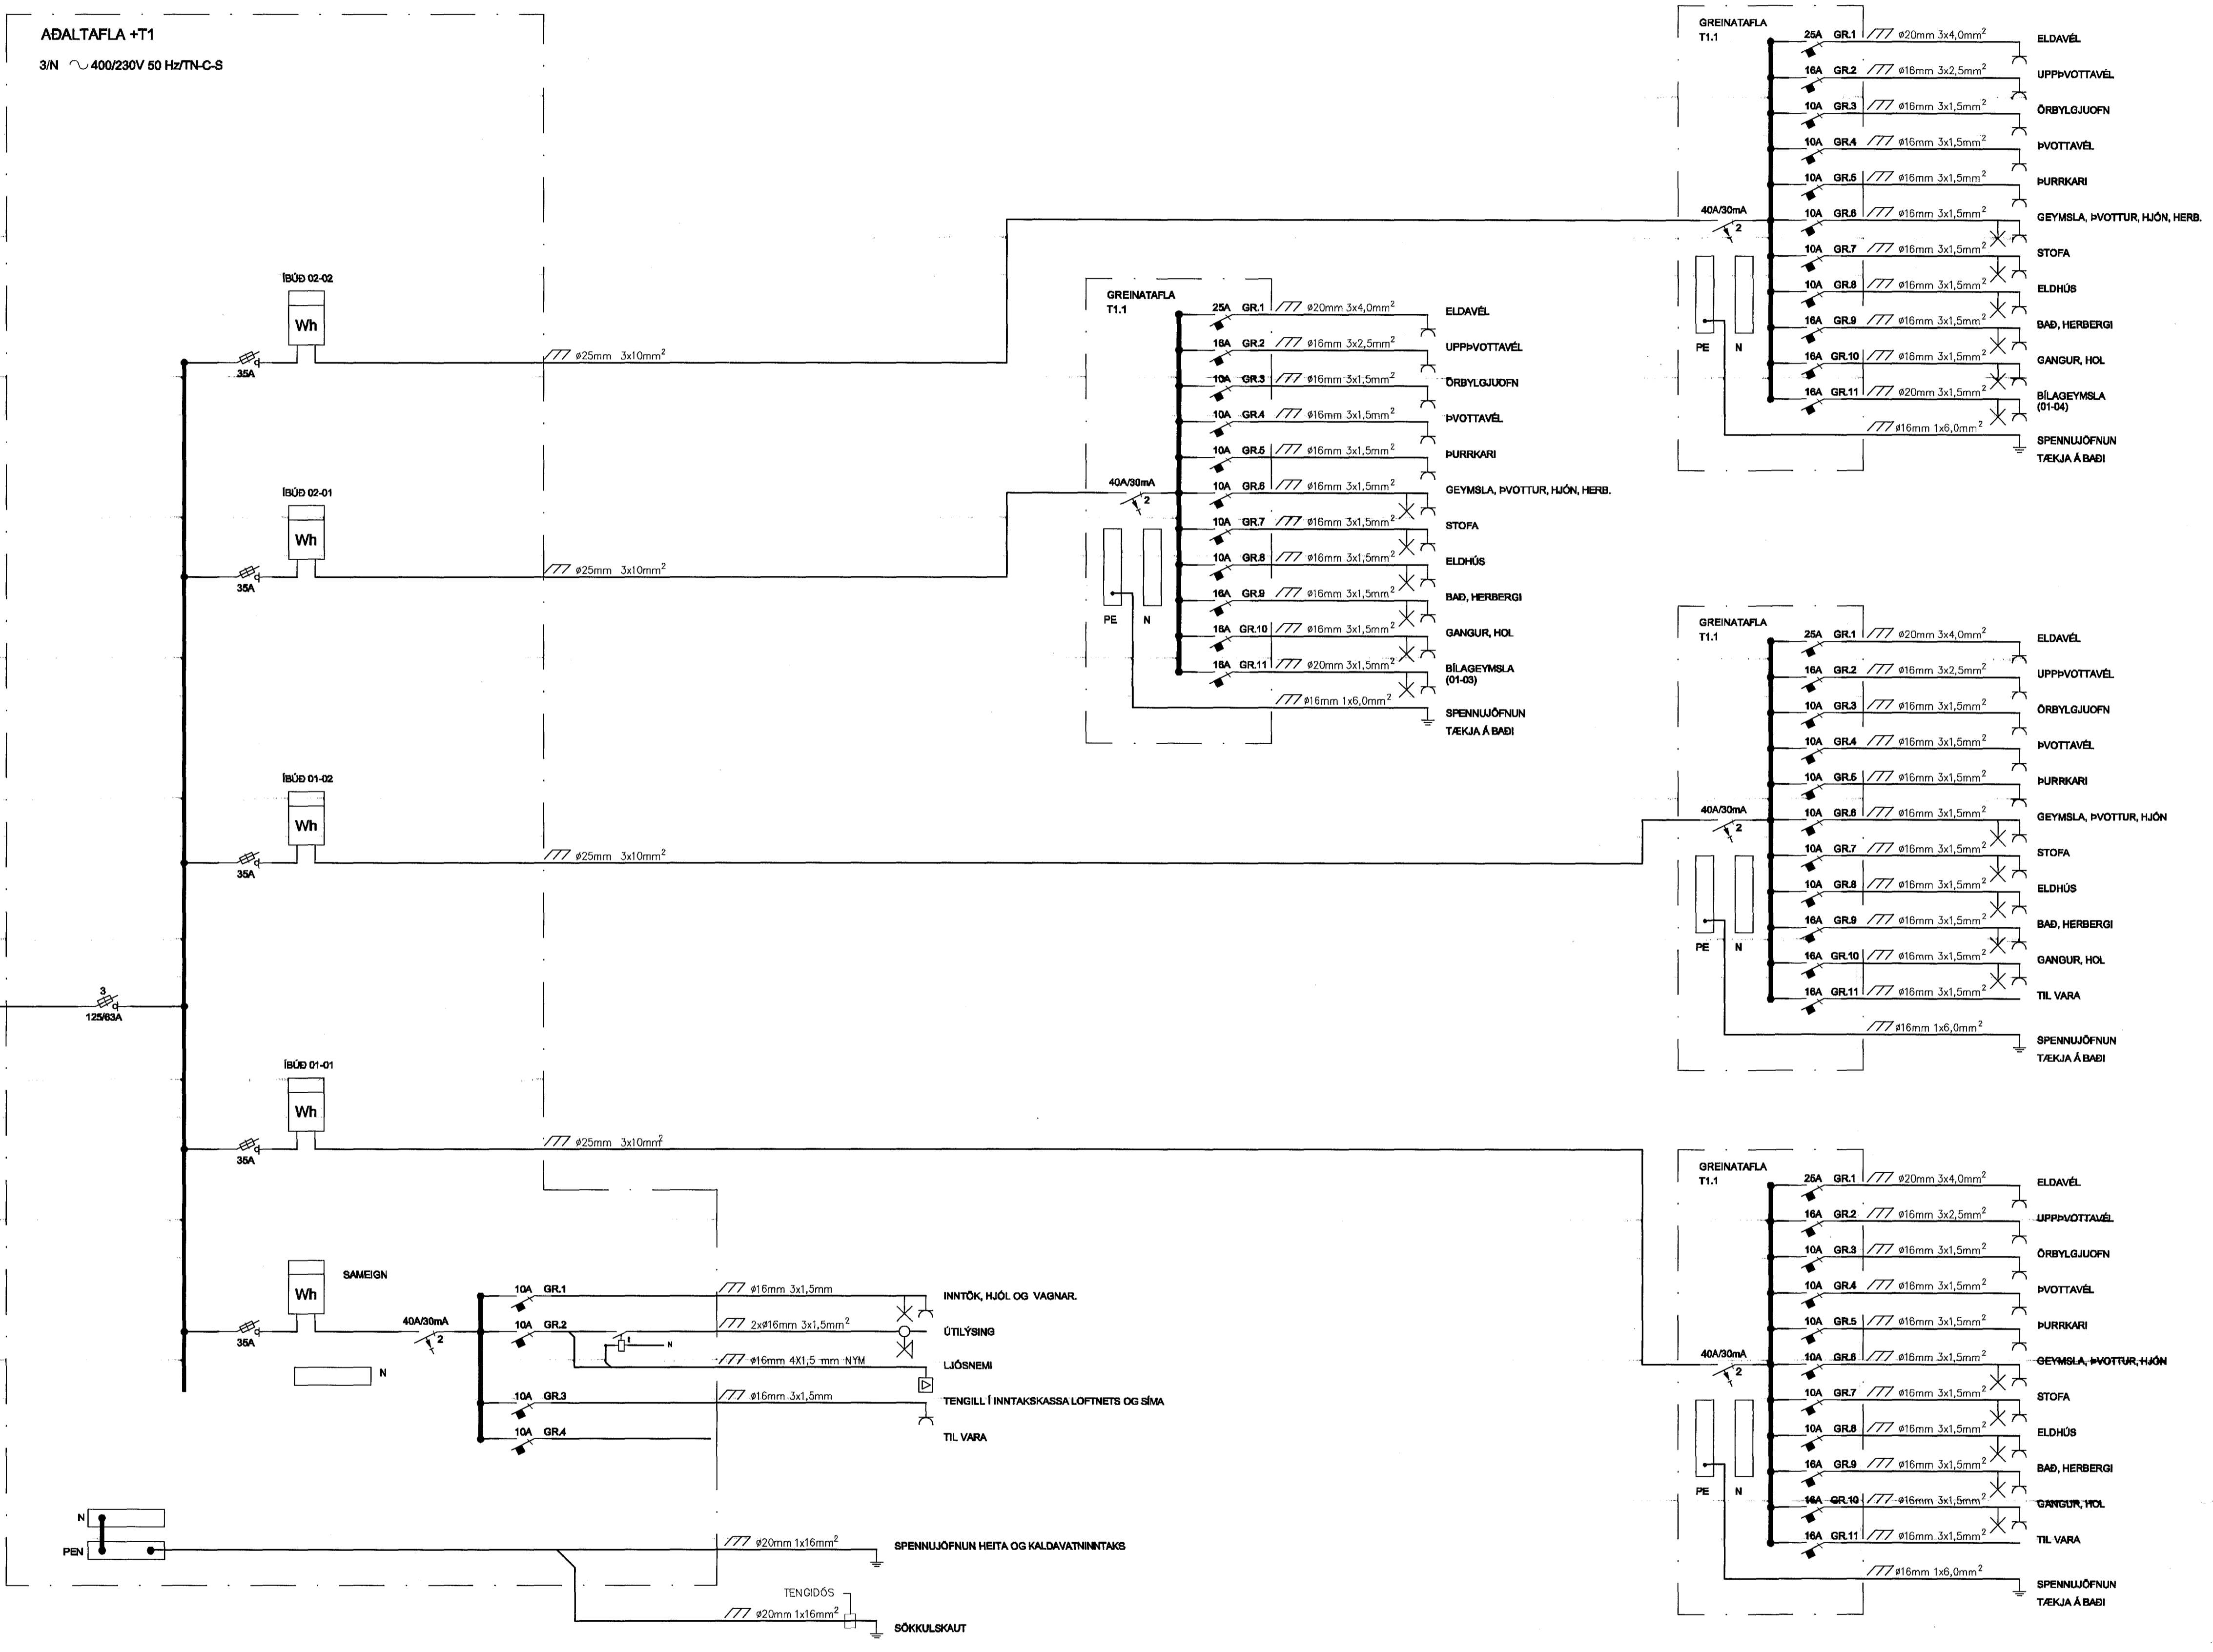 AÐALTAFLA +T1
3/N ∿ 400/230V 50 Hz/TN-C-S
ÍBÚÐ 02-02
Wh
35A
ø25mm 3x10mm²
ÍBÚÐ 02-01
Wh
35A
ø25mm 3x10mm²
ÍBÚÐ 01-02
Wh
35A
ø25mm 3x10mm²
3
125/63A
ÍBÚÐ 01-01
Wh
35A
ø25mm 3x10mm²
SAMEIGN
Wh
35A
40A/30mA
2
N
10A GR.1 ø16mm 3x1,5mm INNTÖK, HJÓL OG VAGNAR.
10A GR.2 2xø16mm 3x1,5mm² ÚTILÝSING
t N
ø16mm 4X1,5 mm NYM LJÓSNEMI
10A GR.3 ø16mm 3x1,5mm TENGILL Í INNTAKSKASSA LOFTNETS OG SÍMA
10A GR.4 TIL VARA
N
PEN
ø20mm 1x16mm² SPENNUJÖFNUN HEITA OG KALDAVATNINNTAKS
TENGIDÓS
ø20mm 1x16mm² SÖKKULSKAUT
GREINATAFLA
T1.1
40A/30mA
2
PE N
25A GR.1 ø20mm 3x4,0mm² ELDAVÉL
16A GR.2 ø16mm 3x2,5mm² UPPÞVOTTAVÉL
10A GR.3 ø16mm 3x1,5mm² ÖRBYLGJUOFN
10A GR.4 ø16mm 3x1,5mm² ÞVOTTAVÉL
10A GR.5 ø16mm 3x1,5mm² ÞURRKARI
10A GR.6 ø16mm 3x1,5mm² GEYMSLA, ÞVOTTUR, HJÓN, HERB.
10A GR.7 ø16mm 3x1,5mm² STOFA
10A GR.8 ø16mm 3x1,5mm² ELDHÚS
16A GR.9 ø16mm 3x1,5mm² BAÐ, HERBERGI
16A GR.10 ø16mm 3x1,5mm² GANGUR, HOL
16A GR.11 ø20mm 3x1,5mm² BÍLAGEYMSLA
(01-03)
ø16mm 1x6,0mm² SPENNUJÖFNUN
TÆKJA Á BAÐI
GREINATAFLA
T1.1
40A/30mA
2
PE N
25A GR.1 ø20mm 3x4,0mm² ELDAVÉL
16A GR.2 ø16mm 3x2,5mm² UPPÞVOTTAVÉL
10A GR.3 ø16mm 3x1,5mm² ÖRBYLGJUOFN
10A GR.4 ø16mm 3x1,5mm² ÞVOTTAVÉL
10A GR.5 ø16mm 3x1,5mm² ÞURRKARI
10A GR.6 ø16mm 3x1,5mm² GEYMSLA, ÞVOTTUR, HJÓN, HERB.
10A GR.7 ø16mm 3x1,5mm² STOFA
10A GR.8 ø16mm 3x1,5mm² ELDHÚS
16A GR.9 ø16mm 3x1,5mm² BAÐ, HERBERGI
16A GR.10 ø16mm 3x1,5mm² GANGUR, HOL
16A GR.11 ø20mm 3x1,5mm² BÍLAGEYMSLA
(01-04)
ø16mm 1x6,0mm² SPENNUJÖFNUN
TÆKJA Á BAÐI
GREINATAFLA
T1.1
40A/30mA
2
PE N
25A GR.1 ø20mm 3x4,0mm² ELDAVÉL
16A GR.2 ø16mm 3x2,5mm² UPPÞVOTTAVÉL
10A GR.3 ø16mm 3x1,5mm² ÖRBYLGJUOFN
10A GR.4 ø16mm 3x1,5mm² ÞVOTTAVÉL
10A GR.5 ø16mm 3x1,5mm² ÞURRKARI
10A GR.6 ø16mm 3x1,5mm² GEYMSLA, ÞVOTTUR, HJÓN
10A GR.7 ø16mm 3x1,5mm² STOFA
10A GR.8 ø16mm 3x1,5mm² ELDHÚS
16A GR.9 ø16mm 3x1,5mm² BAÐ, HERBERGI
16A GR.10 ø16mm 3x1,5mm² GANGUR, HOL
16A GR.11 ø16mm 3x1,5mm² TIL VARA
ø16mm 1x6,0mm² SPENNUJÖFNUN
TÆKJA Á BAÐI
GREINATAFLA
T1.1
40A/30mA
2
PE N
25A GR.1 ø20mm 3x4,0mm² ELDAVÉL
16A GR.2 ø16mm 3x2,5mm² UPPÞVOTTAVÉL
10A GR.3 ø16mm 3x1,5mm² ÖRBYLGJUOFN
10A GR.4 ø16mm 3x1,5mm² ÞVOTTAVÉL
10A GR.5 ø16mm 3x1,5mm² ÞURRKARI
10A GR.6 ø16mm 3x1,5mm² GEYMSLA, ÞVOTTUR, HJÓN
10A GR.7 ø16mm 3x1,5mm² STOFA
10A GR.8 ø16mm 3x1,5mm² ELDHÚS
16A GR.9 ø16mm 3x1,5mm² BAÐ, HERBERGI
16A GR.10 ø16mm 3x1,5mm² GANGUR, HOL
16A GR.11 ø16mm 3x1,5mm² TIL VARA
ø16mm 1x6,0mm² SPENNUJÖFNUN
TÆKJA Á BAÐI